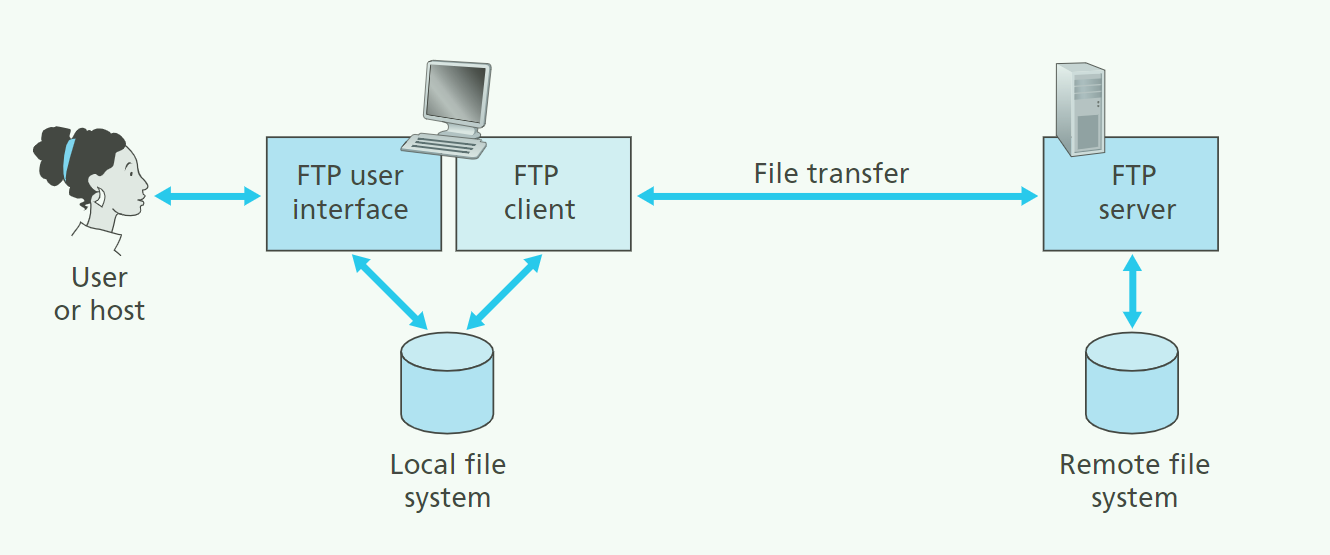 FTP user
interface
FTP
client
File transfer
FTP
server
User
or host
Local file
system
Remote file
system